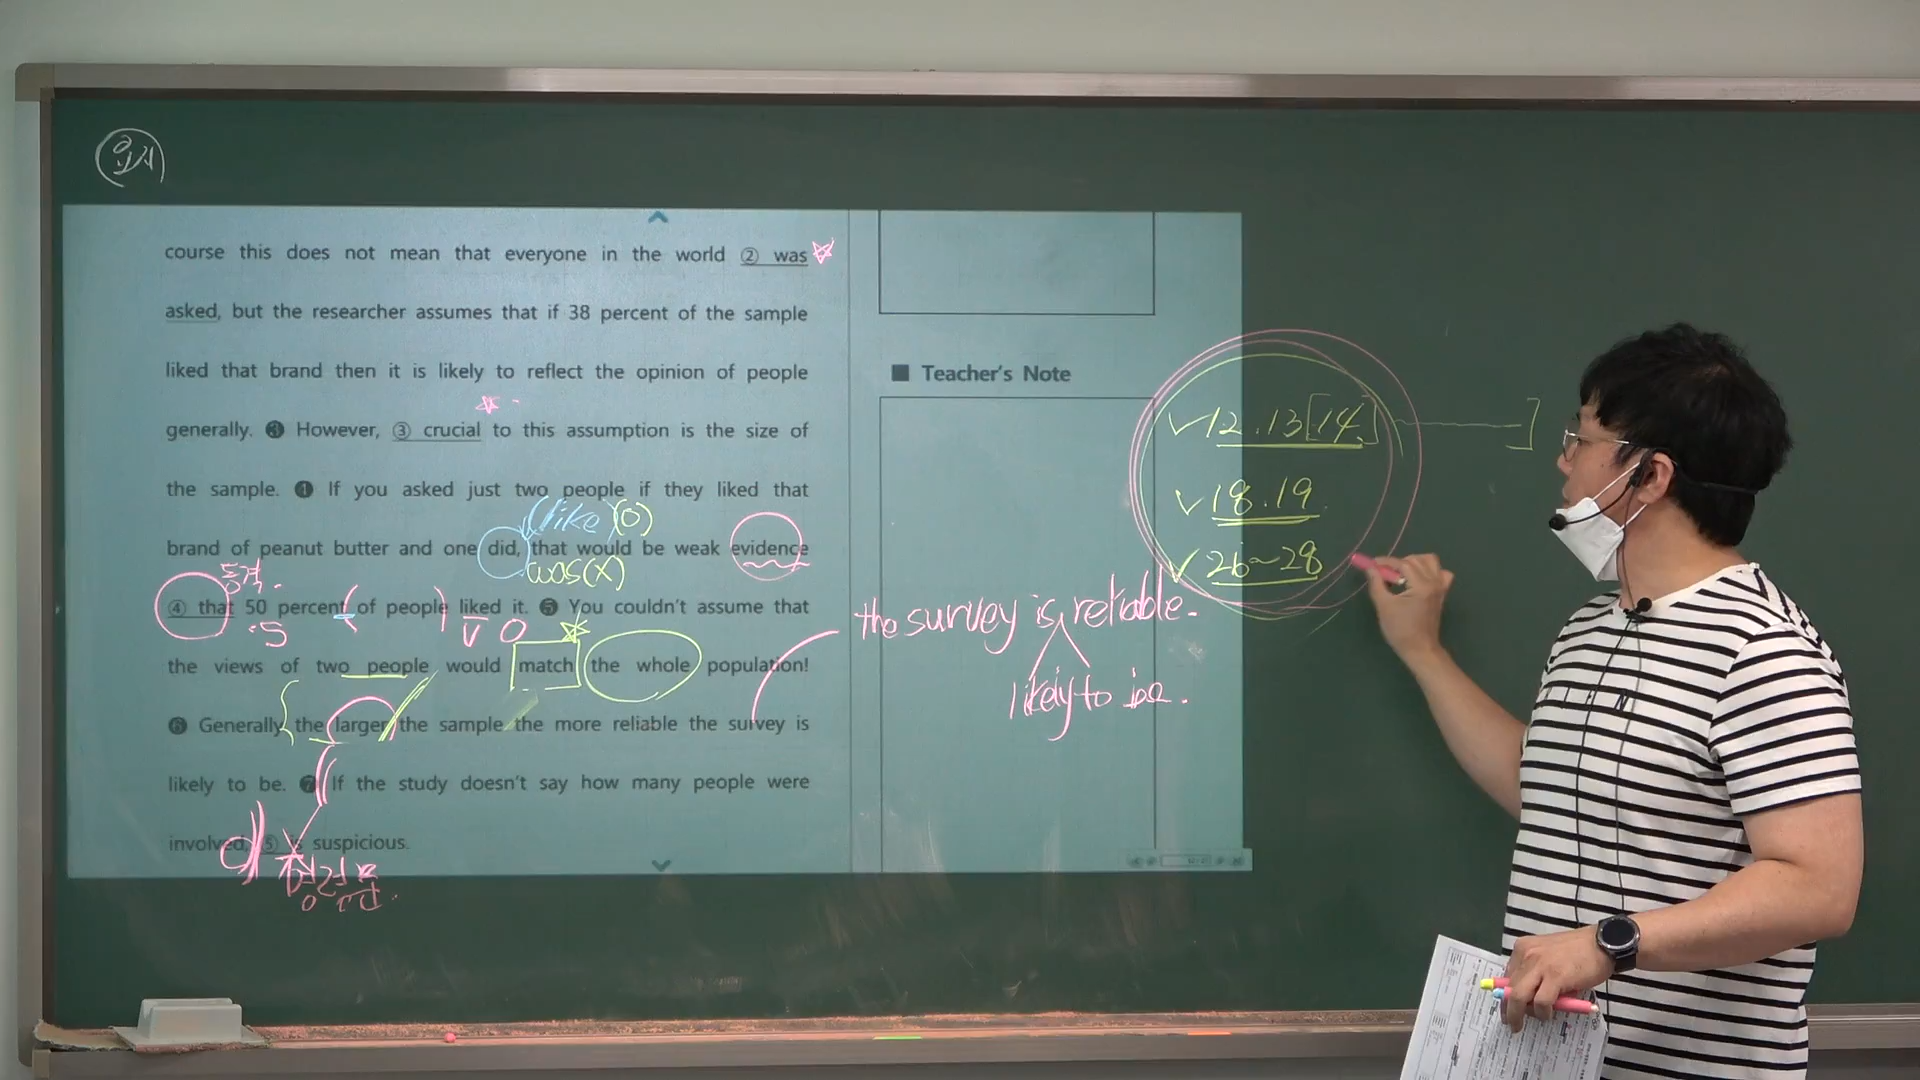 course this does not mean that everyone in the world ② was
asked, but the researcher assumes that if 38 percent of the sample
liked that brand then it is likely to reflect the opinion of people
generally. ❸ However, ③ crucial to this assumption is the size of
the sample. ❹ If you asked just two people if they liked that
(like)(O)
brand of peanut butter and one did, that would be weak evidence
was(X)
동격.
④ that 50 percent of people liked it. ❺ You couldn't assume that
:S
V O
the views of two people would match the whole population!
❻ Generally the larger the sample the more reliable the survey is
likely to be. ❼ If the study doesn't say how many people were
involved, ⑤ is suspicious.
■ Teacher's Note
✓12.13[14] ]
✓18.19
✓26~28
the survey is reliable.
likely to be.